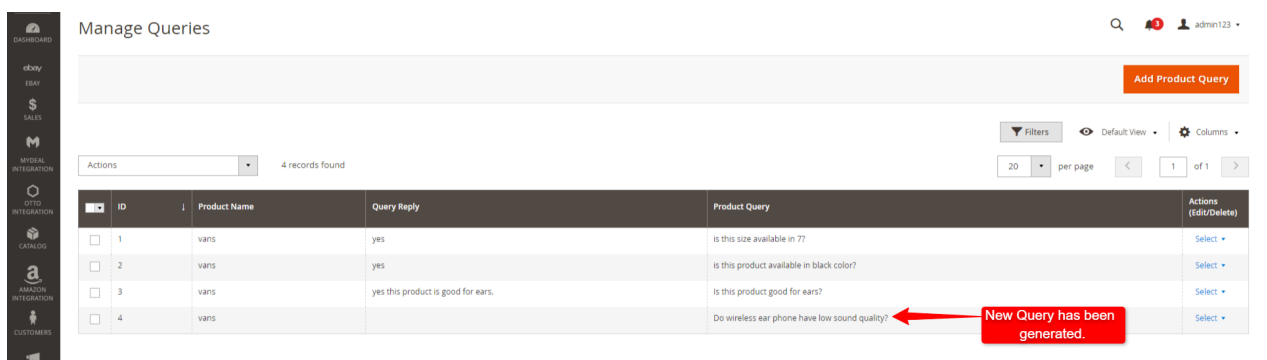 Manage Queries
3
admin123
DASHBOARD
ebay
EBAY
Add Product Query
$
SALES
Filters
Default View
Columns
MYDEAL
INTEGRATION
Actions
4 records found
20
per page
1
of 1
OTTO
INTEGRATION
ID ↓ Product Name Query Reply Product Query Actions
(Edit/Delete)
1 vans yes is this size available in 7? Select
CATALOG
2 vans yes is this product available in black color? Select
a
AMAZON
INTEGRATION
3 vans yes this product is good for ears. Is this product good for ears? Select
4 vans Do wireless ear phone have low sound quality? Select
New Query has been
generated.
CUSTOMERS